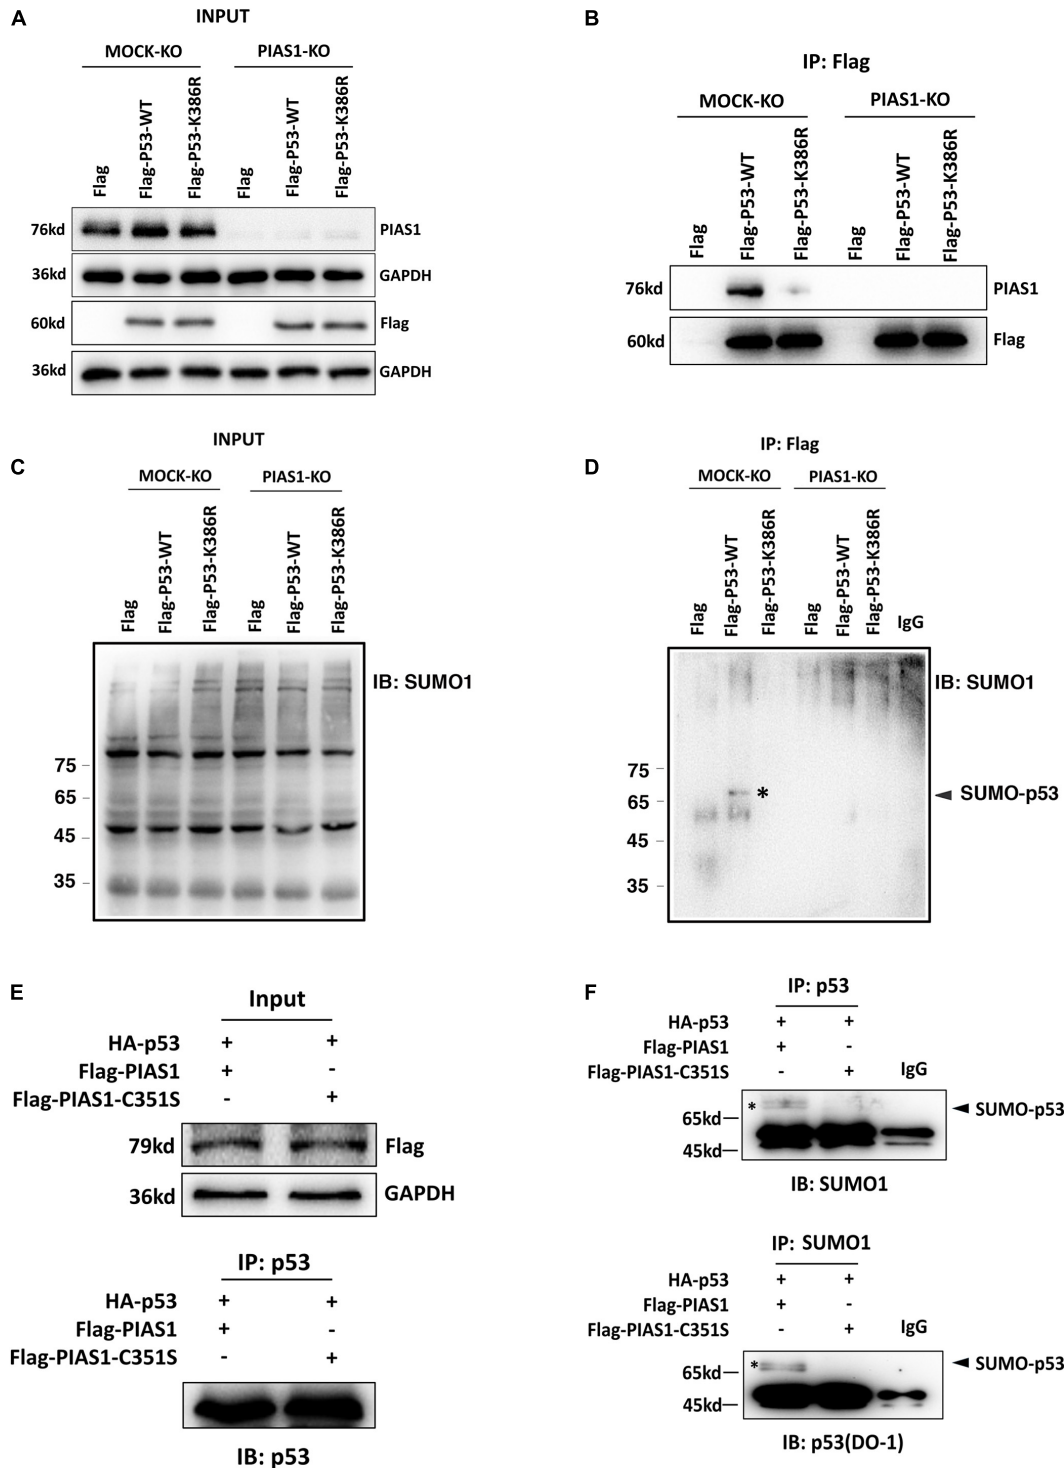 A
INPUT
MOCK-KO PIAS1-KO
Flag Flag-P53-WT Flag-P53-K386R Flag Flag-P53-WT Flag-P53-K386R
76kd PIAS1
36kd GAPDH
60kd Flag
36kd GAPDH
B
IP: Flag
MOCK-KO PIAS1-KO
Flag Flag-P53-WT Flag-P53-K386R Flag Flag-P53-WT Flag-P53-K386R
76kd PIAS1
60kd Flag
C
INPUT
MOCK-KO PIAS1-KO
Flag Flag-P53-WT Flag-P53-K386R Flag Flag-P53-WT Flag-P53-K386R
IB: SUMO1
75
65
45
35
D
IP: Flag
MOCK-KO PIAS1-KO
Flag Flag-P53-WT Flag-P53-K386R Flag Flag-P53-WT Flag-P53-K386R IgG
IB: SUMO1
75
65 * SUMO-p53
45
35
E
Input
HA-p53 + +
Flag-PIAS1 + -
Flag-PIAS1-C351S - +
79kd Flag
36kd GAPDH
IP: p53
HA-p53 + +
Flag-PIAS1 + -
Flag-PIAS1-C351S - +
IB: p53
F
IP: p53
HA-p53 + +
Flag-PIAS1 + -
Flag-PIAS1-C351S - + IgG
* SUMO-p53
65kd
45kd
IB: SUMO1
IP: SUMO1
HA-p53 + +
Flag-PIAS1 + -
Flag-PIAS1-C351S - + IgG
* SUMO-p53
65kd
45kd
IB: p53(DO-1)